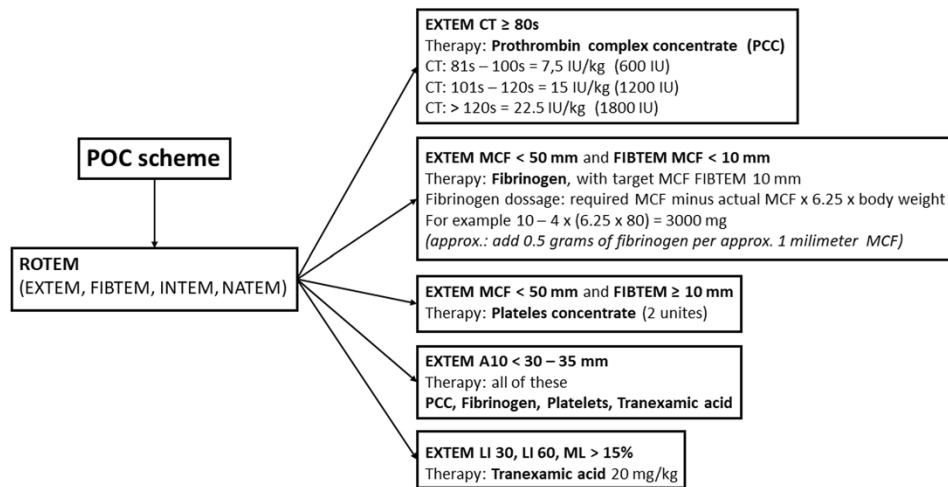 POC scheme
ROTEM
(EXTEM, FIBTEM, INTEM, NATEM)
EXTEM CT ≥ 80s
Therapy: Prothrombin complex concentrate (PCC)
CT: 81s – 100s = 7,5 IU/kg (600 IU)
CT: 101s – 120s = 15 IU/kg (1200 IU)
CT: > 120s = 22.5 IU/kg (1800 IU)
EXTEM MCF < 50 mm and FIBTEM MCF < 10 mm
Therapy: Fibrinogen, with target MCF FIBTEM 10 mm
Fibrinogen dossage: required MCF minus actual MCF x 6.25 x body weight
For example 10 – 4 x (6.25 x 80) = 3000 mg
(approx.: add 0.5 grams of fibrinogen per approx. 1 milimeter MCF)
EXTEM MCF < 50 mm and FIBTEM ≥ 10 mm
Therapy: Plateles concentrate (2 unites)
EXTEM A10 < 30 – 35 mm
Therapy: all of these
PCC, Fibrinogen, Platelets, Tranexamic acid
EXTEM LI 30, LI 60, ML > 15%
Therapy: Tranexamic acid 20 mg/kg